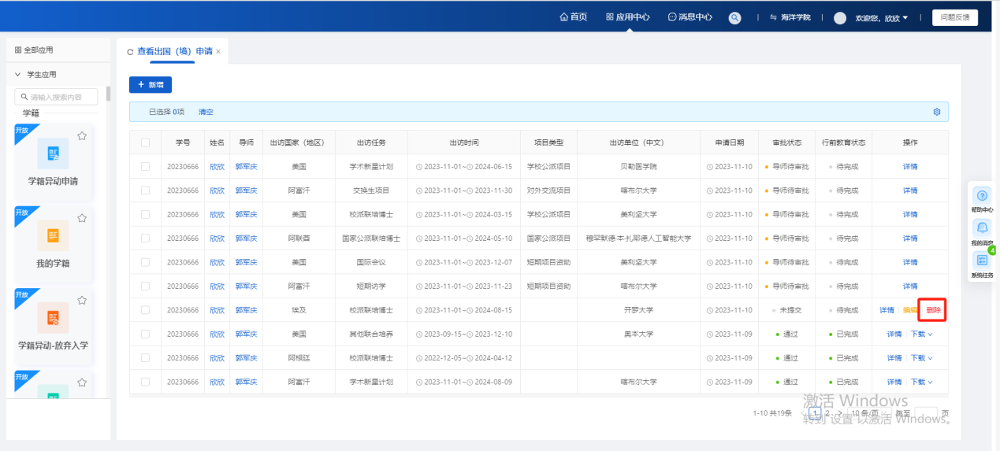 首页 应用中心 消息中心 海洋学院 欢迎您, 欣欣 问题反馈
全部应用
学生应用
请输入搜索内容
学籍
开放
学籍异动申请
开放
我的学籍
开放
学籍异动-放弃入学
开放
查看出国（境）申请 ×
+ 新增
已选择 0项 清空
学号 姓名 导师 出访国家（地区） 出访任务 出访时间 项目类型 出访单位（中文） 申请日期 审批状态 行前教育状态 操作
20230666 欣欣 郭军庆 美国 学术新星计划 2023-11-01~2024-06-15 学校公派项目 贝勒医学院 2023-11-10 导师待审批 待完成 详情
20230666 欣欣 郭军庆 阿富汗 交换生项目 2023-11-01~2023-11-30 对外交流项目 喀布尔大学 2023-11-10 导师待审批 待完成 详情
20230666 欣欣 郭军庆 美国 校派联培博士 2023-11-01~2024-03-15 学校公派项目 美利坚大学 2023-11-10 导师待审批 待完成 详情
20230666 欣欣 郭军庆 阿联酋 国家公派联培博士 2023-11-01~2024-05-10 国家公派项目 穆罕默德·本·扎耶德人工智能大学 2023-11-10 导师待审批 待完成 详情
20230666 欣欣 郭军庆 美国 国际会议 2023-11-01~2023-12-07 短期项目资助 美利坚大学 2023-11-10 导师待审批 待完成 详情
20230666 欣欣 郭军庆 阿富汗 短期访学 2023-11-01~2023-11-23 短期项目资助 喀布尔大学 2023-11-10 导师待审批 待完成 详情
20230666 欣欣 郭军庆 埃及 校派联培博士 2023-11-01~2024-08-15 开罗大学 2023-11-10 未提交 待完成 详情 编辑 删除
20230666 欣欣 郭军庆 美国 其他联合培养 2023-09-15~2023-12-10 奥本大学 2023-11-09 通过 已完成 详情 下载
20230666 欣欣 郭军庆 阿根廷 校派联培博士 2022-12-05~2024-04-12 2023-11-09 通过 已完成 详情 下载
20230666 欣欣 郭军庆 阿富汗 学术新星计划 2023-11-01~2024-08-09 喀布尔大学 2023-11-09 通过 已完成 详情 下载
1-10 共19条 < 1 2 > 10 条/页 跳至 页
激活 Windows
转到"设置"以激活 Windows。
帮助中心
我的消息
4
系统任务